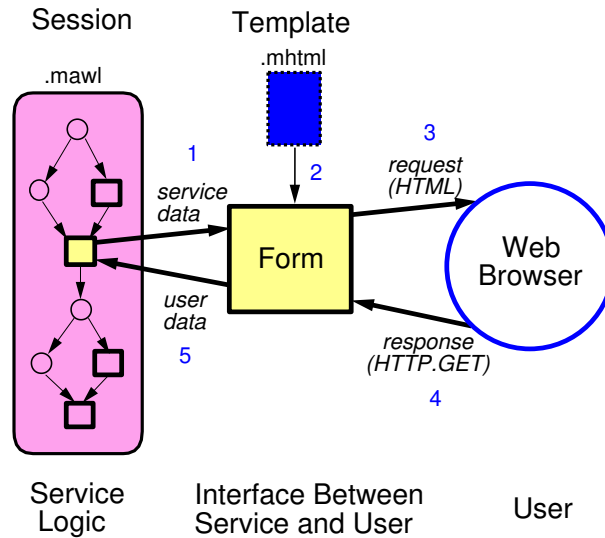 Session
Template
.mawl
.mhtml
1
2
3
service
data
request
(HTML)
Form
Web
Browser
user
data
5
response
(HTTP.GET)
4
Service
Logic
Interface Between
Service and User
User